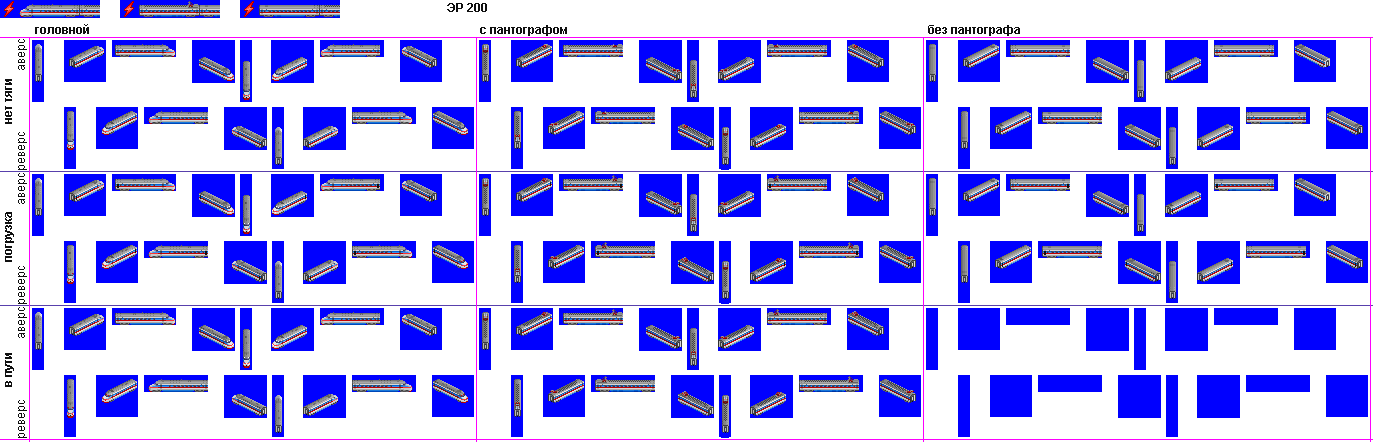 ЭР 200
головной
с пантографом
без пантографа
нет тяги
аверс
реверс
погрузка
аверс
реверс
в пути
аверс
реверс